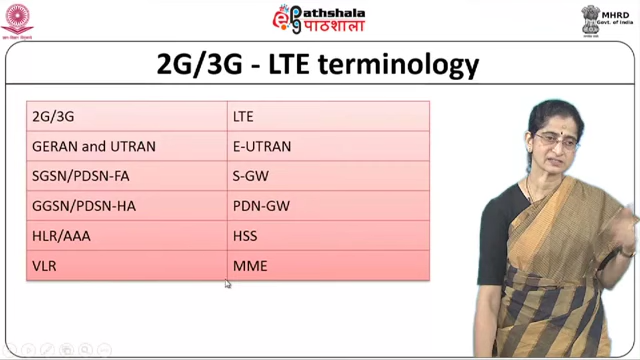 Pathshala
पाठशाला
MHRD
Govt. of India
2G/3G - LTE terminology
2G/3G LTE
GERAN and UTRAN E-UTRAN
SGSN/PDSN-FA S-GW
GGSN/PDSN-HA PDN-GW
HLR/AAA HSS
VLR MME